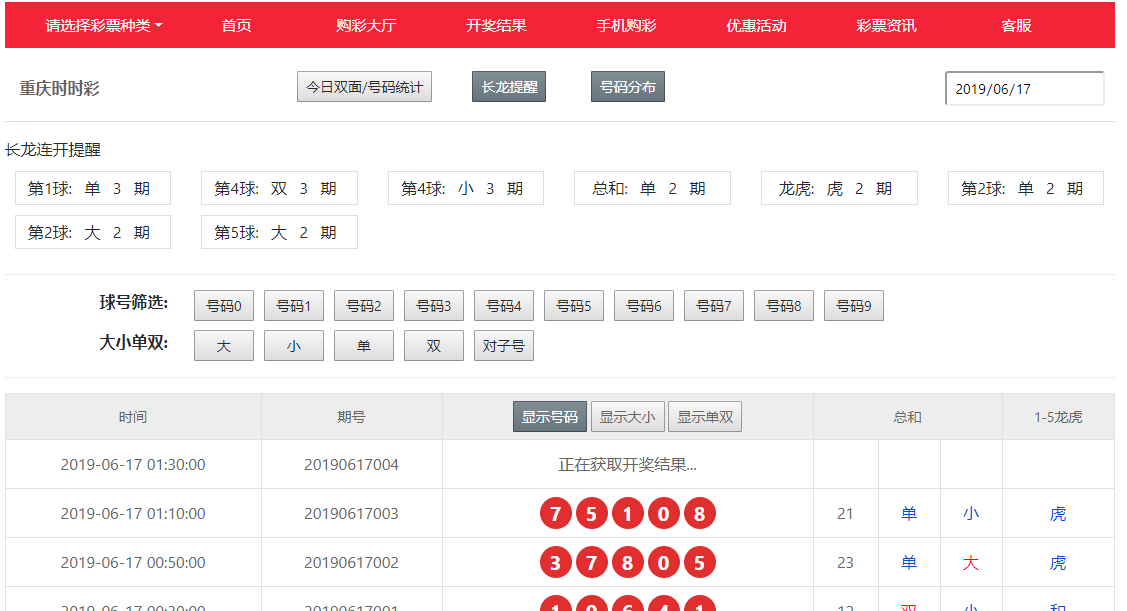 请选择彩票种类 首页 购彩大厅 开奖结果 手机购彩 优惠活动 彩票资讯 客服
重庆时时彩 今日双面/号码统计 长龙提醒 号码分布 2019/06/17
长龙连开提醒
第1球: 单 3 期 第4球: 双 3 期 第4球: 小 3 期 总和: 单 2 期 龙虎: 虎 2 期 第2球: 单 2 期
第2球: 大 2 期 第5球: 大 2 期
球号筛选: 号码0 号码1 号码2 号码3 号码4 号码5 号码6 号码7 号码8 号码9
大小单双: 大 小 单 双 对子号
时间 期号 显示号码 显示大小 显示单双 总和 1-5龙虎
2019-06-17 01:30:00 20190617004 正在获取开奖结果...
2019-06-17 01:10:00 20190617003 7 5 1 0 8 21 单 小 虎
2019-06-17 00:50:00 20190617002 3 7 8 0 5 23 单 大 虎
2019-06-17 00:30:00 20190617001 1 0 6 4 1 12 双 小 和